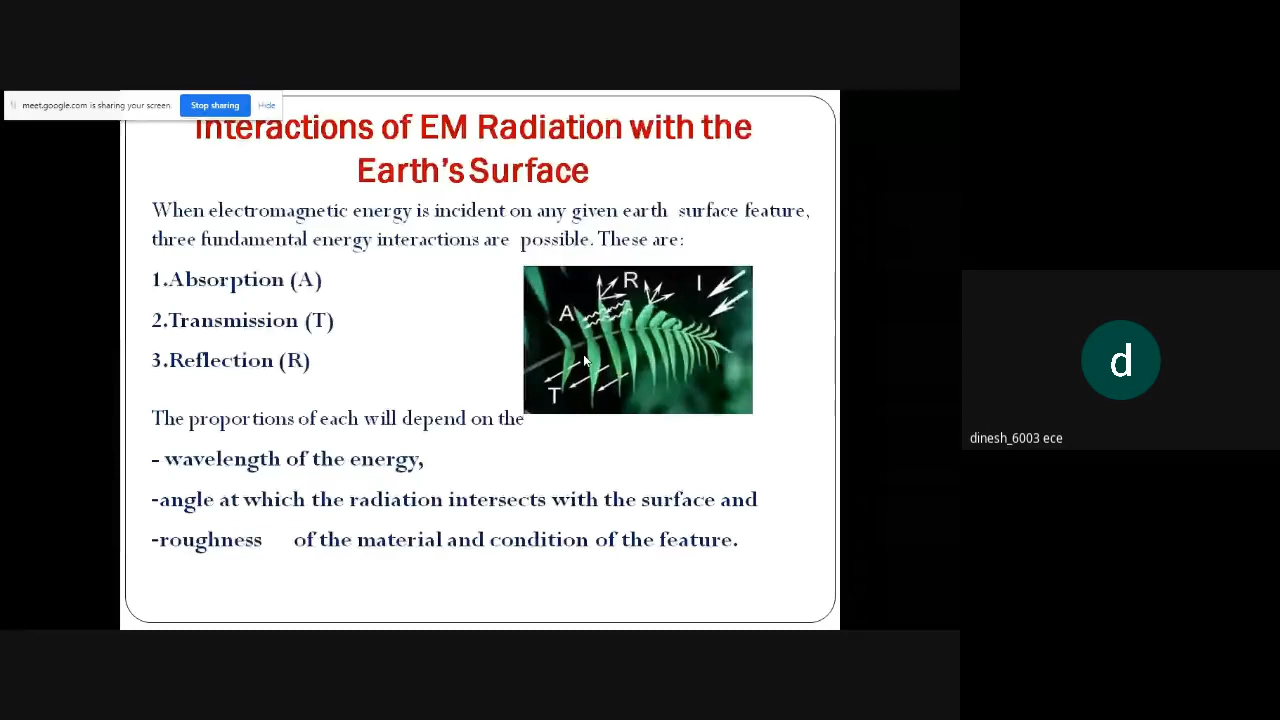 meet.google.com is sharing your screen.
Stop sharing
Hide
Interactions of EM Radiation with the
Earth's Surface
When electromagnetic energy is incident on any given earth surface feature,
three fundamental energy interactions are possible. These are:
1.Absorption (A)
2.Transmission (T)
3.Reflection (R)
R
I
A
T
The proportions of each will depend on the
- wavelength of the energy,
-angle at which the radiation intersects with the surface and
-roughness of the material and condition of the feature.
d
dinesh_6003 ece